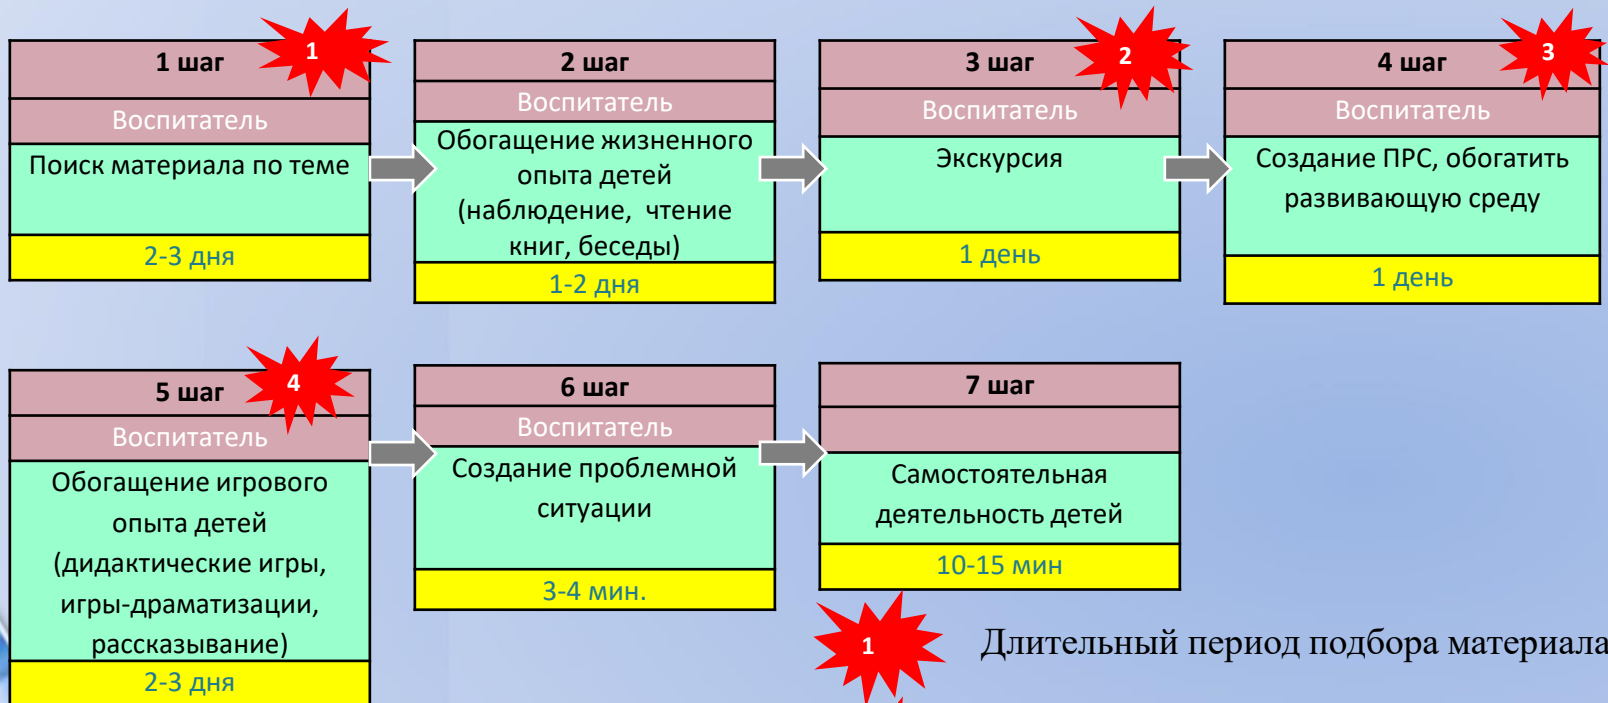 1 шаг
1
Воспитатель
Поиск материала по теме
2-3 дня
2 шаг
Воспитатель
Обогащение жизненного
опыта детей
(наблюдение, чтение
книг, беседы)
1-2 дня
3 шаг
2
Воспитатель
Экскурсия
1 день
4 шаг
3
Воспитатель
Создание ПРС, обогатить
развивающую среду
1 день
5 шаг
4
Воспитатель
Обогащение игрового
опыта детей
(дидактические игры,
игры-драматизации,
рассказывание)
2-3 дня
6 шаг
Воспитатель
Создание проблемной
ситуации
3-4 мин.
7 шаг
Самостоятельная
деятельность детей
10-15 мин
1
Длительный период подбора материала